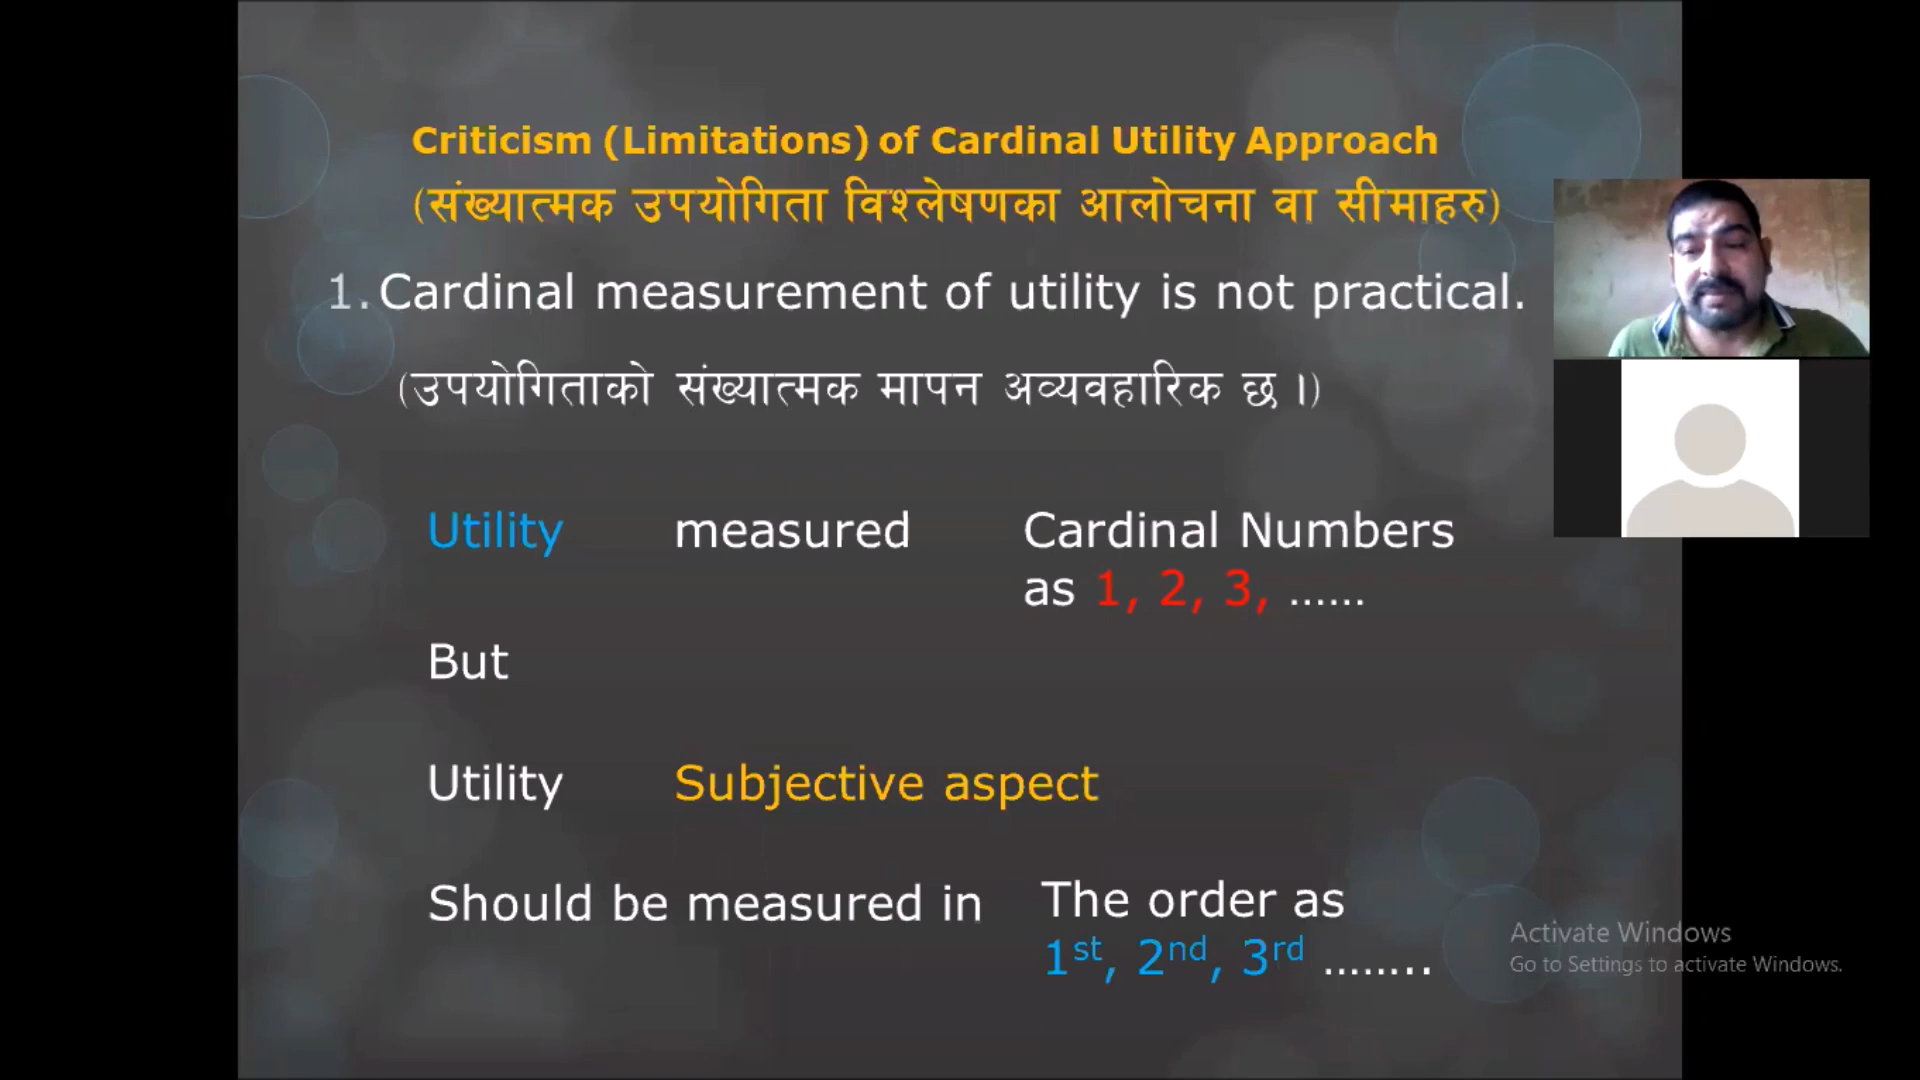 Criticism (Limitations) of Cardinal Utility Approach
(संख्यात्मक उपयोगिता विश्लेषणका आलोचना वा सीमाहरु)
1. Cardinal measurement of utility is not practical.
(उपयोगिताको संख्यात्मक मापन अव्यवहारिक छ ।)
Utility measured Cardinal Numbers
as 1, 2, 3, ......
But
Utility Subjective aspect
Should be measured in The order as
1st, 2nd, 3rd ........
Activate Windows
Go to Settings to activate Windows.